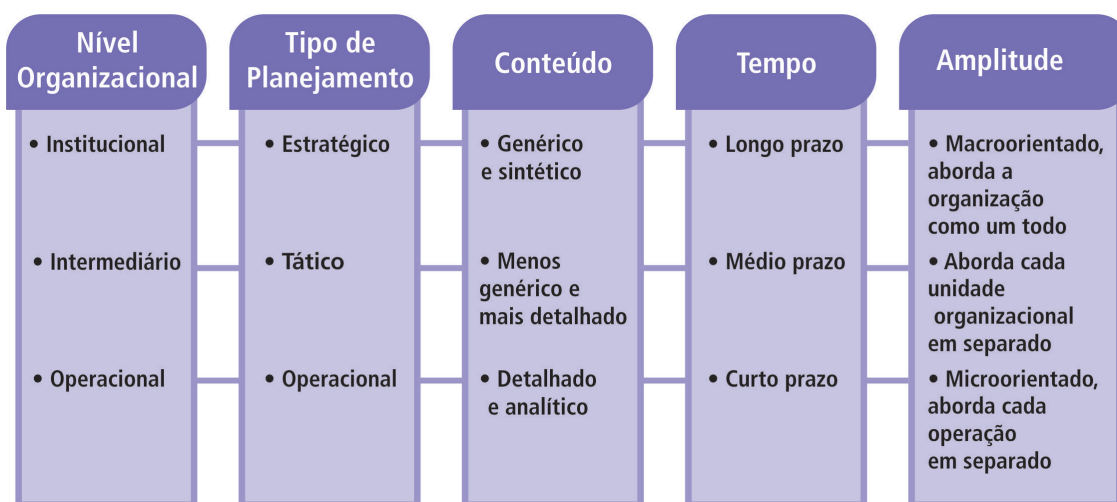 Nível
Organizacional
Tipo de
Planejamento
Conteúdo
Tempo
Amplitude
• Institucional
• Estratégico
• Genérico
e sintético
• Longo prazo
• Macroorientado,
aborda a
organização
como um todo
• Intermediário
• Tático
• Menos
genérico e
mais detalhado
• Médio prazo
• Aborda cada
unidade
organizacional
em separado
• Operacional
• Operacional
• Detalhado
e analítico
• Curto prazo
• Microorientado,
aborda cada
operação
em separado